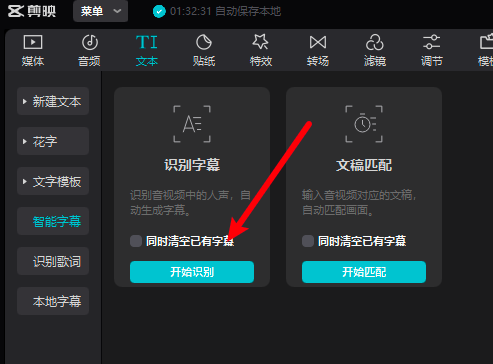 剪映 菜单 01:32:31 自动保存本地
媒体 音频 文本 贴纸 特效 转场 滤镜 调节
新建文本
花字
文字模板
智能字幕
识别歌词
本地字幕
识别字幕
识别音视频中的人声，自
动生成字幕。
同时清空已有字幕
开始识别
文稿匹配
输入音视频对应的文稿，
自动匹配画面。
同时清空已有字幕
开始匹配